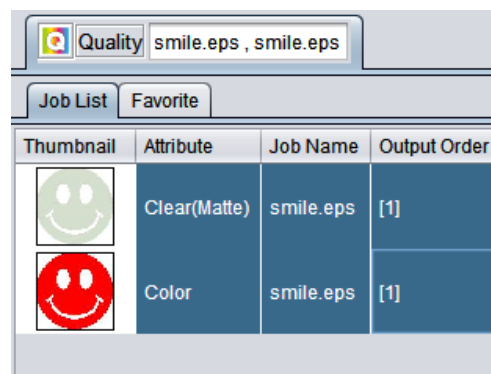 Quality smile.eps , smile.eps
Job List Favorite
Thumbnail Attribute Job Name Output Order
Clear(Matte) smile.eps [1]
Color smile.eps [1]